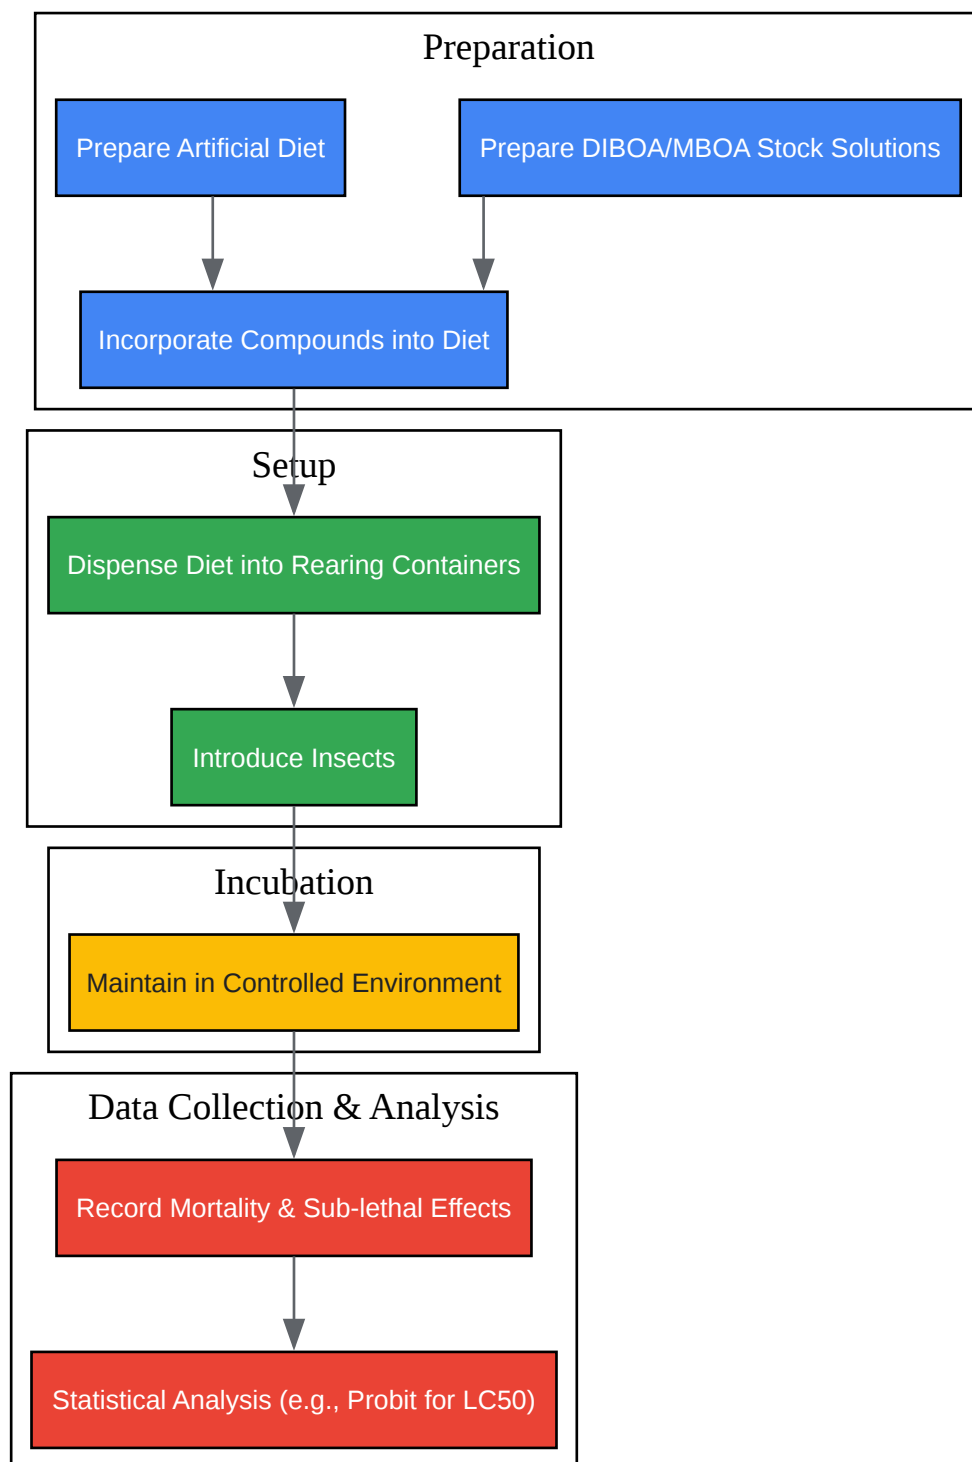 Preparation
Prepare Artificial Diet
Prepare DIBOA/MBOA Stock Solutions
Incorporate Compounds into Diet
Setup
Dispense Diet into Rearing Containers
Introduce Insects
Incubation
Maintain in Controlled Environment
Data Collection & Analysis
Record Mortality & Sub-lethal Effects
Statistical Analysis (e.g., Probit for LC50)